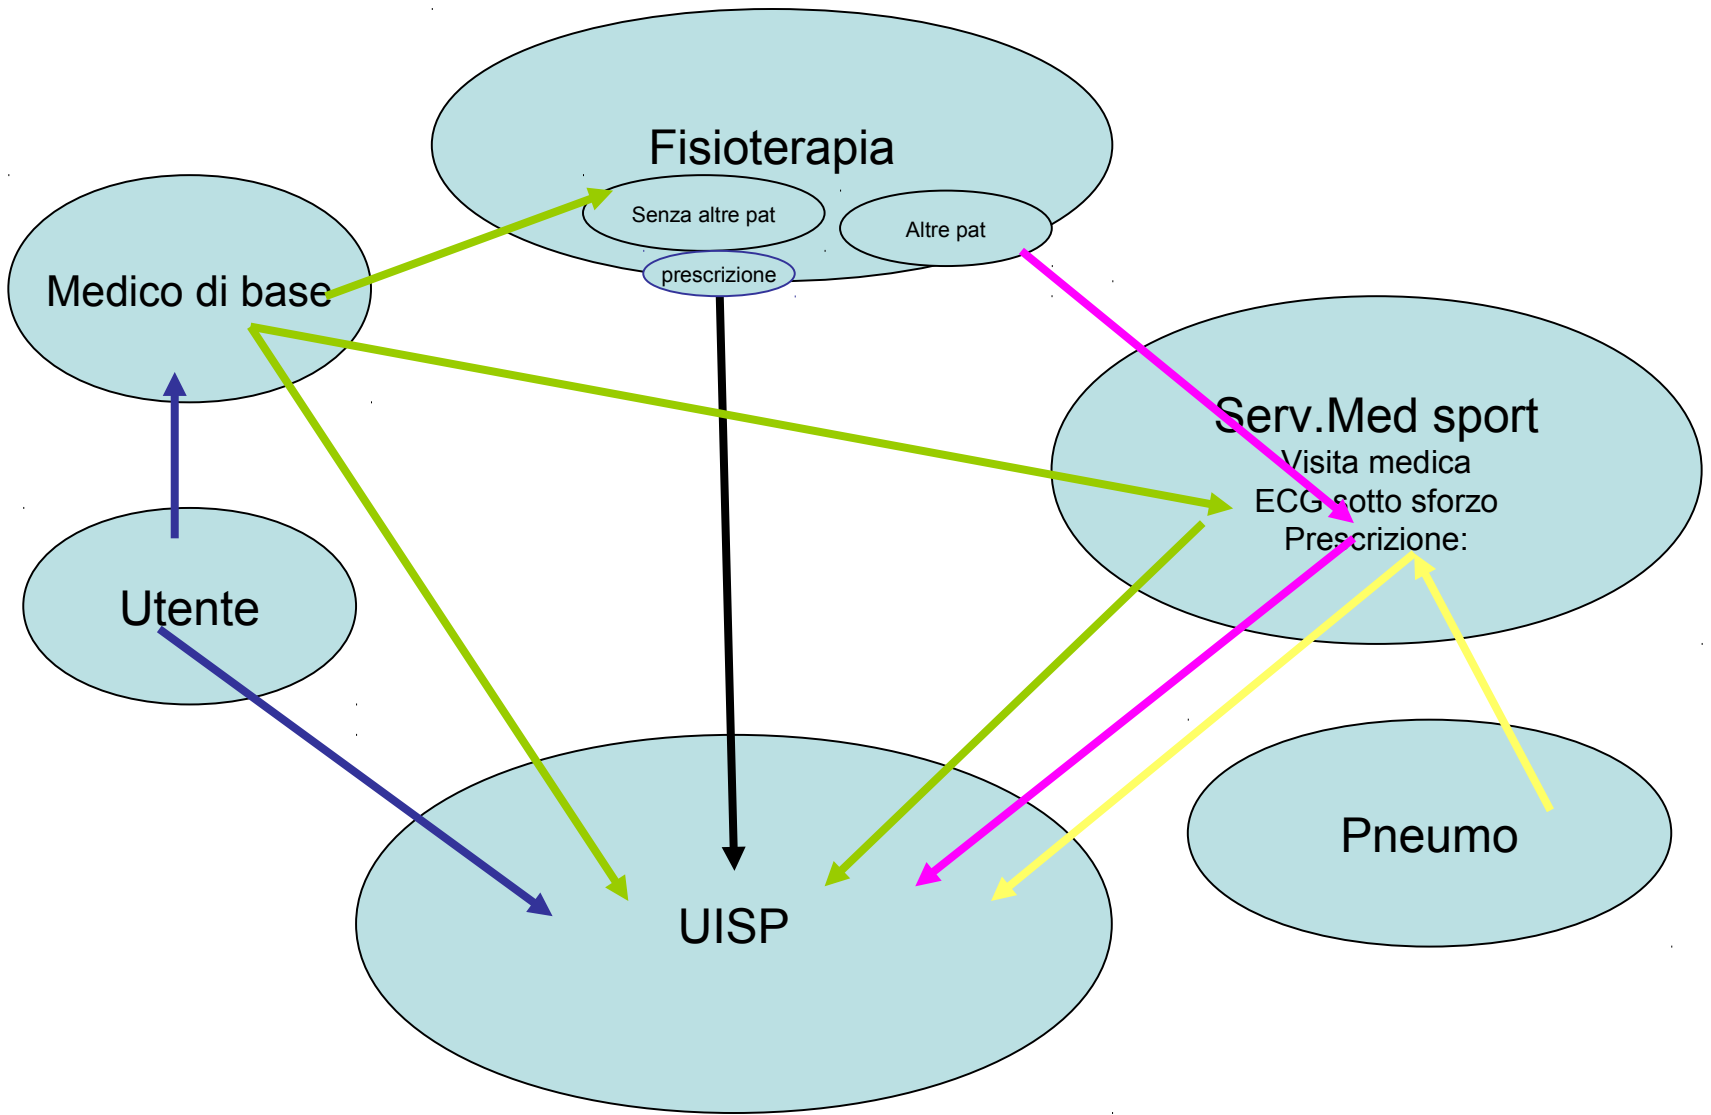 Fisioterapia
Senza altre pat
Altre pat
prescrizione
Medico di base
Serv.Med sport
Visita medica
ECG sotto sforzo
Prescrizione:
Utente
Pneumo
UISP